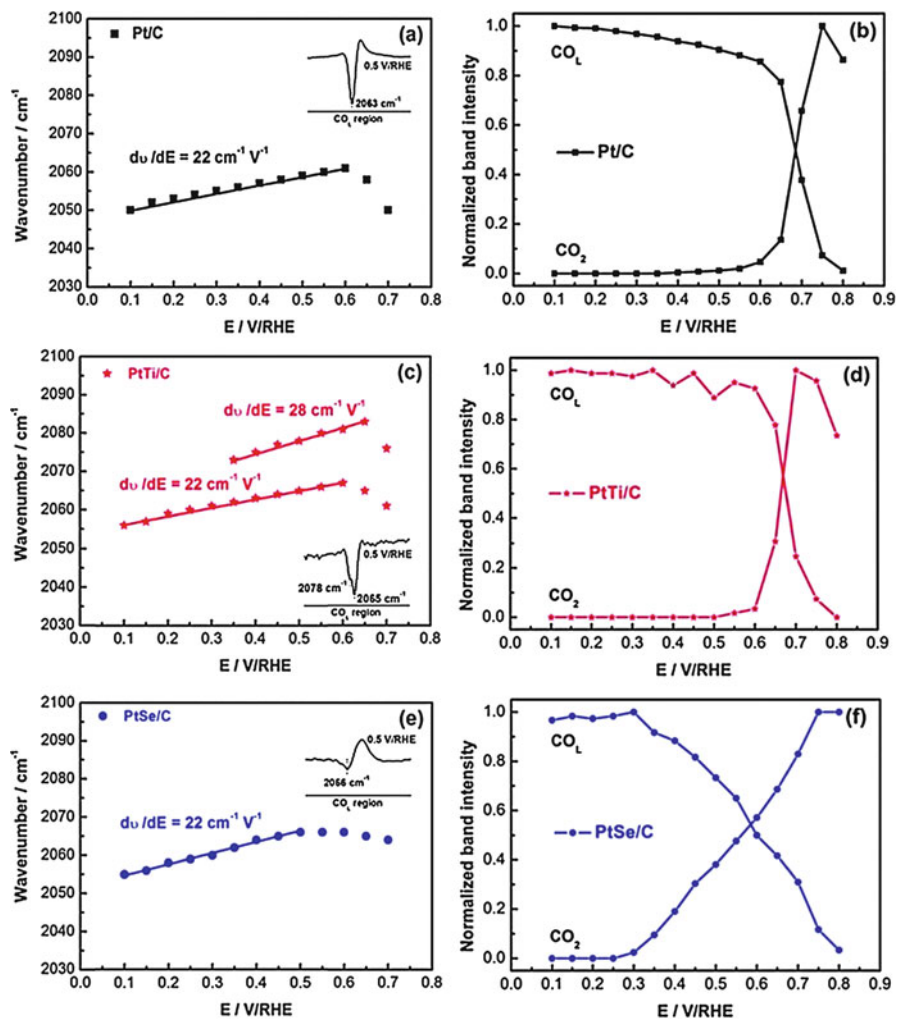 Pt/C
(a)
0.5 V/RHE
2063 cm-1
COL region
dυ/dE = 22 cm-1 V-1
Wavenumber / cm-1
2100
2090
2080
2070
2060
2050
2040
2030
0.0 0.1 0.2 0.3 0.4 0.5 0.6 0.7 0.8
E / V/RHE
(b)
COL
Pt/C
CO2
Normalized band intensity
1.0
0.8
0.6
0.4
0.2
0.0
0.0 0.1 0.2 0.3 0.4 0.5 0.6 0.7 0.8 0.9
E / V/RHE
PtTi/C
(c)
dυ/dE = 28 cm-1 V-1
dυ/dE = 22 cm-1 V-1
0.5 V/RHE
2078 cm-1
2065 cm-1
COL region
Wavenumber / cm-1
2100
2090
2080
2070
2060
2050
2040
2030
0.0 0.1 0.2 0.3 0.4 0.5 0.6 0.7 0.8
E / V/RHE
(d)
COL
PtTi/C
CO2
Normalized band intensity
1.0
0.8
0.6
0.4
0.2
0.0
0.0 0.1 0.2 0.3 0.4 0.5 0.6 0.7 0.8 0.9
E / V/RHE
PtSe/C
(e)
0.5 V/RHE
2066 cm-1
COL region
dυ/dE = 22 cm-1 V-1
Wavenumber / cm-1
2100
2090
2080
2070
2060
2050
2040
2030
0.0 0.1 0.2 0.3 0.4 0.5 0.6 0.7 0.8
E / V/RHE
(f)
COL
PtSe/C
CO2
Normalized band intensity
1.0
0.8
0.6
0.4
0.2
0.0
0.0 0.1 0.2 0.3 0.4 0.5 0.6 0.7 0.8 0.9
E / V/RHE